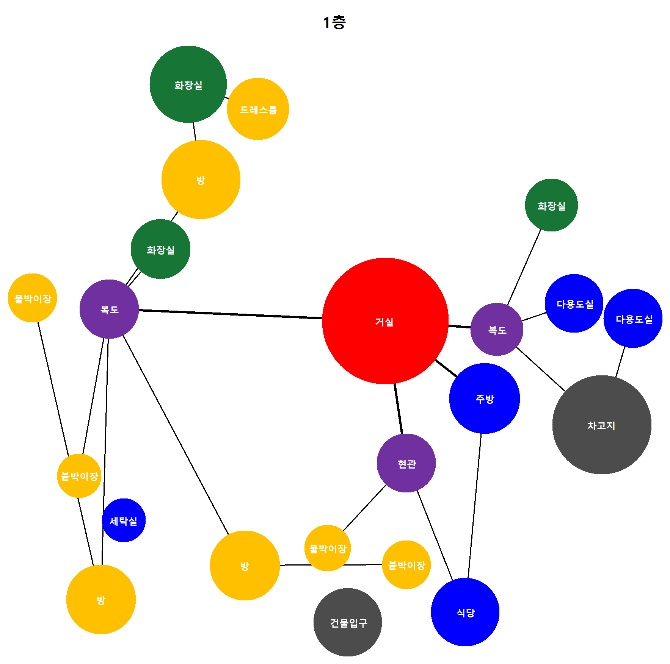 1층
화장실
드레스룸
방
화장실
화장실
붙박이장
복도
거실
복도
다용도실
다용도실
주방
차고지
현관
붙박이장
세탁실
방
붙박이장
붙박이장
방
건물입구
식당